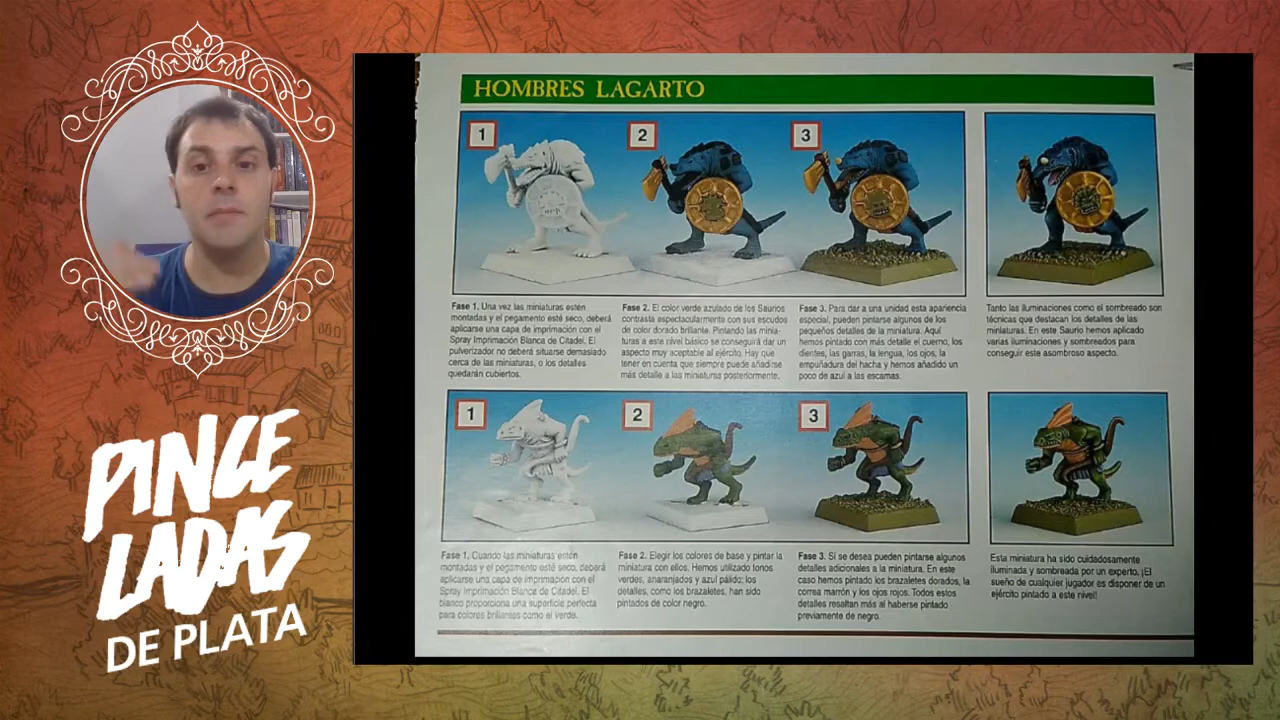 HOMBRES LAGARTO
1
2
3
Fase 1. Una vez las miniaturas estén
montadas y el pegamento esté seco, deberá
aplicarse una capa de imprimación con el
Spray Imprimación Blanca de Citadel. El
pulverizador no deberá situarse demasiado
cerca de las miniaturas, o los detalles
quedarán cubiertos.
Fase 2. El color verde azulado de los Saurios
contrasta espectacularmente con sus escudos
de color dorado brillante. Pintando las minia-
turas a este nivel básico se conseguirá dar un
aspecto muy aceptable al ejército. Hay que
tener en cuenta que siempre puede añadirse
más detalle a las miniaturas posteriormente.
Fase 3. Para dar a una unidad esta apariencia
especial, pueden pintarse algunos de los
pequeños detalles de la miniatura. Aquí
hemos pintado con más detalle el cuerno, los
dientes, las garras, la lengua, los ojos, la
empuñadura del hacha y hemos añadido un
poco de azul a las escamas.
Tanto las iluminaciones como el sombreado son
técnicas que destacan los detalles de las
miniaturas. En este Saurio hemos aplicado
varias iluminaciones y sombreados para
conseguir este asombroso aspecto.
1
2
3
Fase 1. Cuando las miniaturas estén
montadas y el pegamento esté seco, deberá
aplicarse una capa de imprimación con el
Spray Imprimación Blanca de Citadel. El
blanco proporciona una superficie perfecta
para colores brillantes como el verde.
Fase 2. Elegir los colores de base y pintar la
miniatura con ellos. Hemos utilizado tonos
verdes, anaranjados y azul pálido; los
detalles, como los brazaletes, han sido
pintados de color negro.
Fase 3. Si se desea pueden pintarse algunos
detalles adicionales a la miniatura. En este
caso hemos pintado los brazaletes dorados, la
correa marrón y los ojos rojos. Todos estos
detalles resaltan más al haberse pintado
previamente de negro.
Esta miniatura ha sido cuidadosamente
iluminada y sombreada por un experto. ¡El
sueño de cualquier jugador es disponer de un
ejército pintado a este nivel!
PINCE
LADAS
DE PLATA